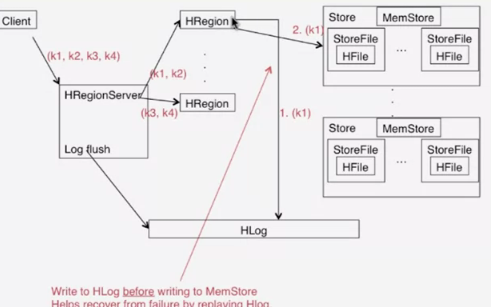 Client
(k1, k2, k3, k4)
HRegionServer
Log flush
HRegion
(k1, k2)
(k3, k4)
HRegion
1. (k1)
2. (k1)
Store
MemStore
StoreFile
HFile
...
StoreFile
HFile
Store
MemStore
StoreFile
HFile
...
StoreFile
HFile
HLog
Write to HLog before writing to MemStore
Helps recover from failure by replaying Hlog